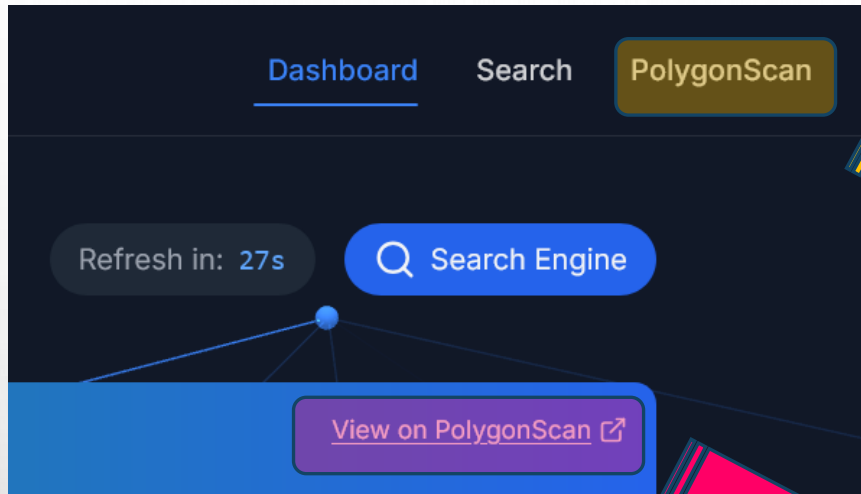 Dashboard Search PolygonScan
Refresh in: 27s Search Engine
View on PolygonScan